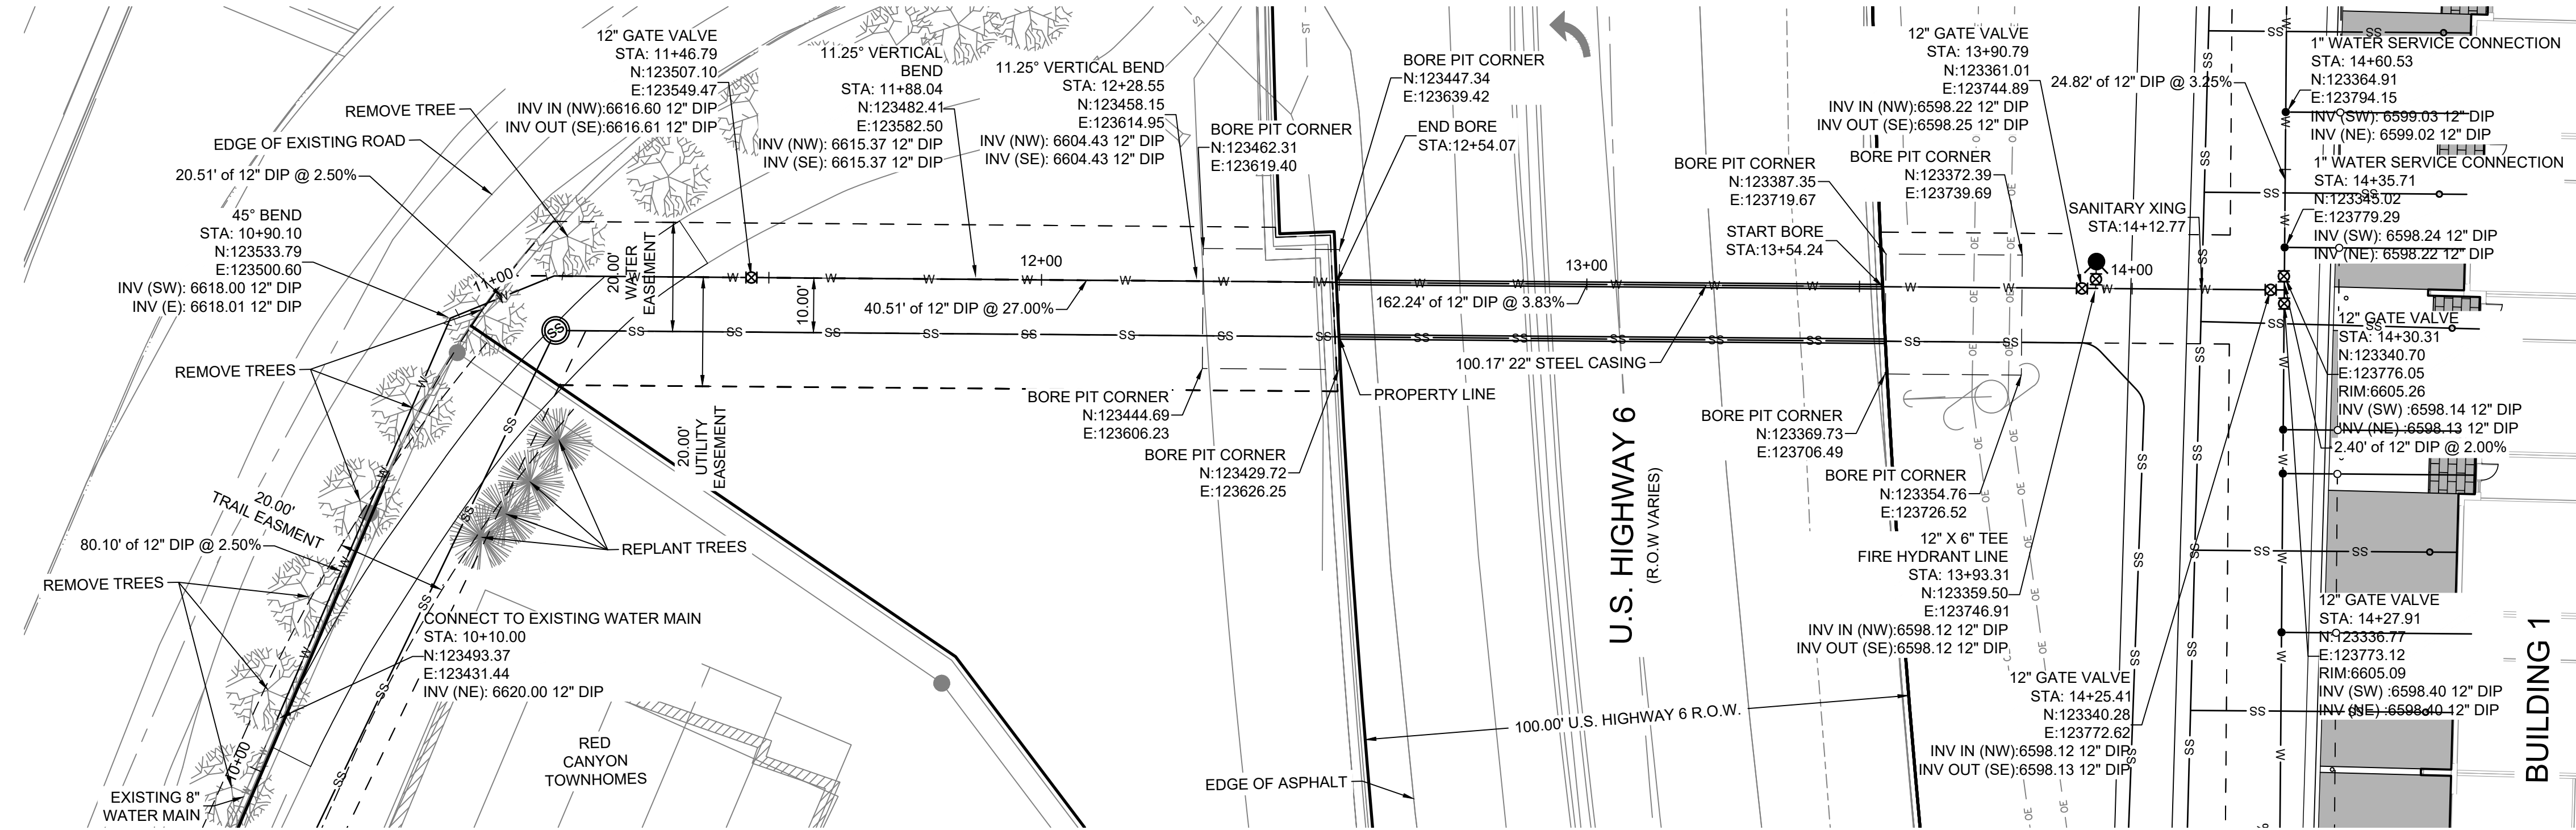 12" GATE VALVE
STA: 11+46.79
N:123507.10
E:123549.47
INV IN (NW):6616.60 12" DIP
INV OUT (SE):6616.61 12" DIP
REMOVE TREE
EDGE OF EXISTING ROAD
20.51' of 12" DIP @ 2.50%
45° BEND
STA: 10+90.10
N:123533.79
E:123500.60
INV (SW): 6618.00 12" DIP
INV (E): 6618.01 12" DIP
11.25° VERTICAL
BEND
STA: 11+88.04
N:123482.41
E:123582.50
INV (NW): 6615.37 12" DIP
INV (SE): 6615.37 12" DIP
11.25° VERTICAL BEND
STA: 12+28.55
N:123458.15
E:123614.95
INV (NW): 6604.43 12" DIP
INV (SE): 6604.43 12" DIP
BORE PIT CORNER
N:123462.31
E:123619.40
BORE PIT CORNER
N:123447.34
E:123639.42
END BORE
STA:12+54.07
BORE PIT CORNER
N:123387.35
E:123719.67
START BORE
STA:13+54.24
BORE PIT CORNER
N:123372.39
E:123739.69
12" GATE VALVE
STA: 13+90.79
N:123361.01
E:123744.89
INV IN (NW):6598.22 12" DIP
INV OUT (SE):6598.25 12" DIP
24.82' of 12" DIP @ 3.25%
SANITARY XING
STA:14+12.77
1" WATER SERVICE CONNECTION
STA: 14+60.53
N:123364.91
E:123794.15
INV (SW): 6599.03 12" DIP
INV (NE): 6599.02 12" DIP
1" WATER SERVICE CONNECTION
STA: 14+35.71
N:123345.02
E:123779.29
INV (SW): 6598.24 12" DIP
INV (NE): 6598.22 12" DIP
12" GATE VALVE
STA: 14+30.31
N:123340.70
E:123776.05
RIM:6605.26
INV (SW) :6598.14 12" DIP
INV (NE) :6598.13 12" DIP
2.40' of 12" DIP @ 2.00%
12" GATE VALVE
STA: 14+27.91
N:123336.77
E:123773.12
RIM:6605.09
INV (SW) :6598.40 12" DIP
INV (NE) :6598.40 12" DIP
BUILDING 1
11+00
12+00
13+00
14+00
20.00'
WATER
EASEMENT
10.00'
40.51' of 12" DIP @ 27.00%
162.24' of 12" DIP @ 3.83%
100.17' 22" STEEL CASING
PROPERTY LINE
20.00'
UTILITY
EASEMENT
BORE PIT CORNER
N:123444.69
E:123606.23
BORE PIT CORNER
N:123429.72
E:123626.25
BORE PIT CORNER
N:123369.73
E:123706.49
BORE PIT CORNER
N:123354.76
E:123726.52
12" X 6" TEE
FIRE HYDRANT LINE
STA: 13+93.31
N:123359.50
E:123746.91
INV IN (NW):6598.12 12" DIP
INV OUT (SE):6598.12 12" DIP
12" GATE VALVE
STA: 14+25.41
N:123340.28
E:123772.62
INV IN (NW):6598.12 12" DIP
INV OUT (SE):6598.13 12" DIP
U.S. HIGHWAY 6
(R.O.W VARIES)
100.00' U.S. HIGHWAY 6 R.O.W.
EDGE OF ASPHALT
REMOVE TREES
20.00'
TRAIL EASMENT
80.10' of 12" DIP @ 2.50%
REMOVE TREES
REPLANT TREES
CONNECT TO EXISTING WATER MAIN
STA: 10+10.00
N:123493.37
E:123431.44
INV (NE): 6620.00 12" DIP
RED
CANYON
TOWNHOMES
10+00
EXISTING 8"
WATER MAIN
SS
W
OE
ST